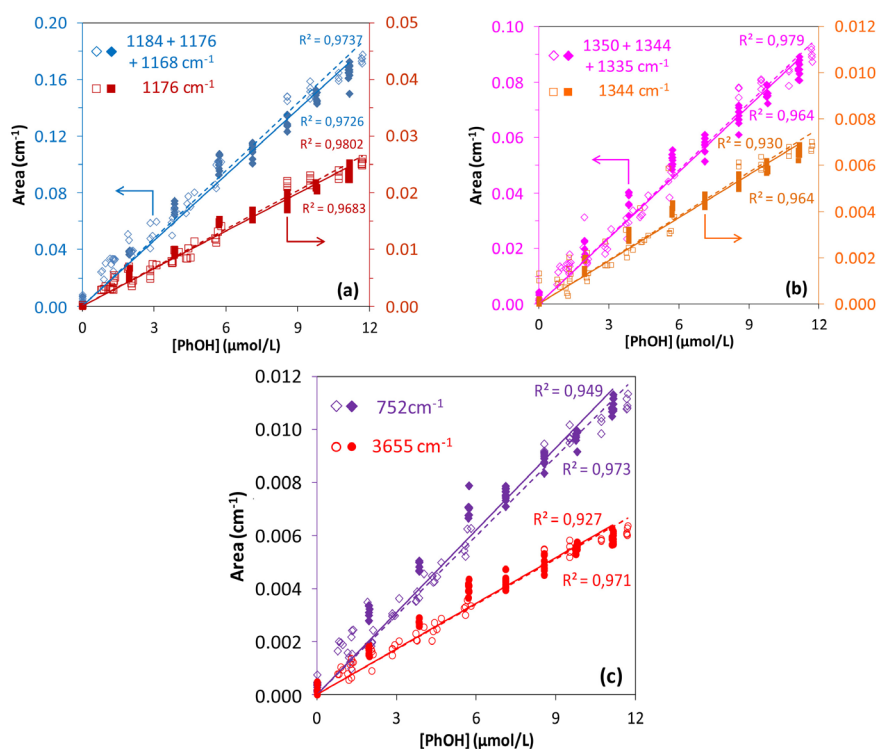 0.20
0.16
0.12
0.08
0.04
0.00
Area (cm⁻¹)
1184 + 1176
+ 1168 cm⁻¹
1176 cm⁻¹
R² = 0,9737
R² = 0,9726
R² = 0,9802
R² = 0,9683
(a)
0 3 6 9 12
[PhOH] (μmol/L)
0.05
0.04
0.03
0.02
0.01
0.00
0.10
0.08
0.06
0.04
0.02
0.00
Area (cm⁻¹)
1350 + 1344
+ 1335 cm⁻¹
1344 cm⁻¹
R² = 0,979
R² = 0,964
R² = 0,930
R² = 0,964
(b)
0 3 6 9 12
[PhOH] (μmol/L)
0.012
0.010
0.008
0.006
0.004
0.002
0.000
0.012
0.010
0.008
0.006
0.004
0.002
0.000
Area (cm⁻¹)
752cm⁻¹
3655 cm⁻¹
R² = 0,949
R² = 0,973
R² = 0,927
R² = 0,971
(c)
0 3 6 9 12
[PhOH] (μmol/L)